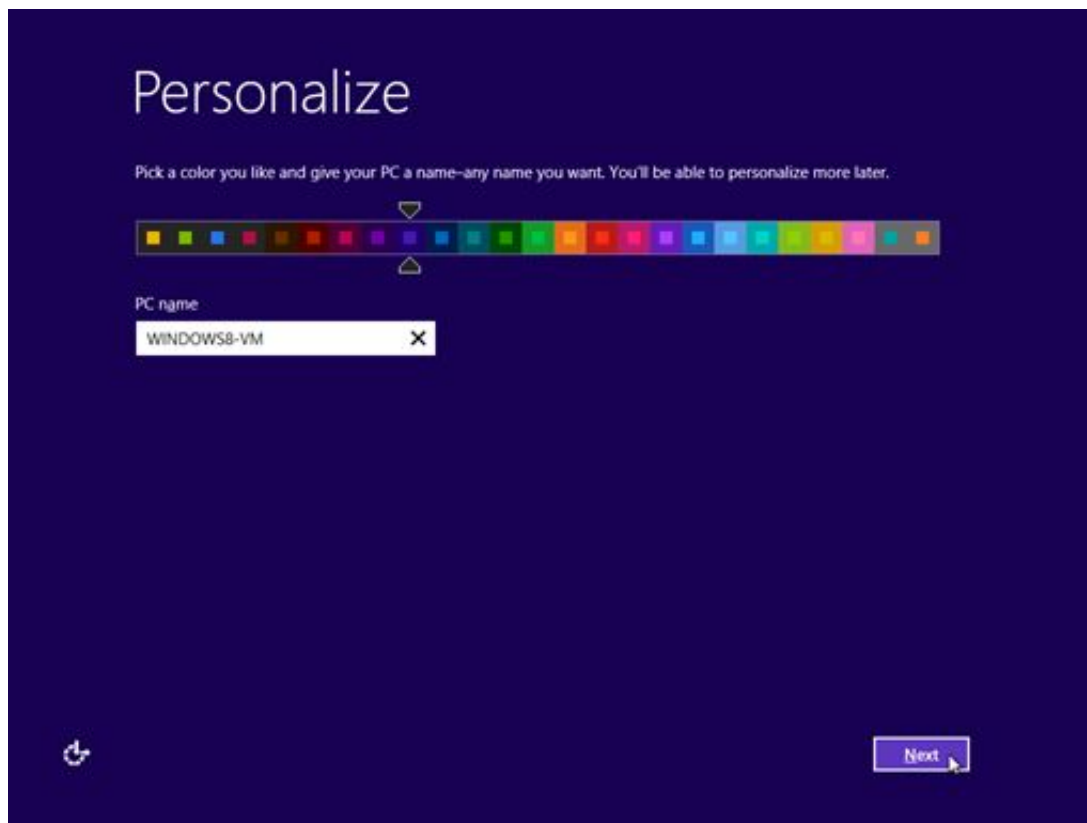 Personalize
Pick a color you like and give your PC a name–any name you want. You'll be able to personalize more later.
PC name
WINDOWS8-VM
Next